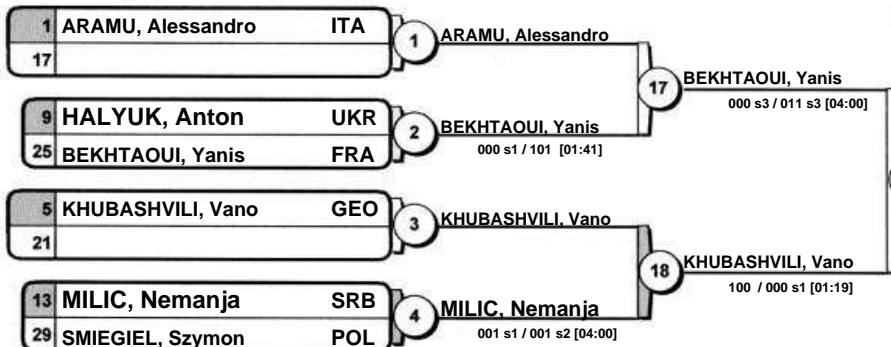 1 ARAMU, Alessandro ITA
17
1
ARAMU, Alessandro
9 HALYUK, Anton UKR
25 BEKHTAOUI, Yanis FRA
2
BEKHTAOUI, Yanis
000 s1 / 101 [01:41]
17
BEKHTAOUI, Yanis
000 s3 / 011 s3 [04:00]
5 KHUBASHVILI, Vano GEO
21
3
KHUBASHVILI, Vano
13 MILIC, Nemanja SRB
29 SMIEGIEL, Szymon POL
4
MILIC, Nemanja
001 s1 / 001 s2 [04:00]
18
KHUBASHVILI, Vano
100 / 000 s1 [01:19]